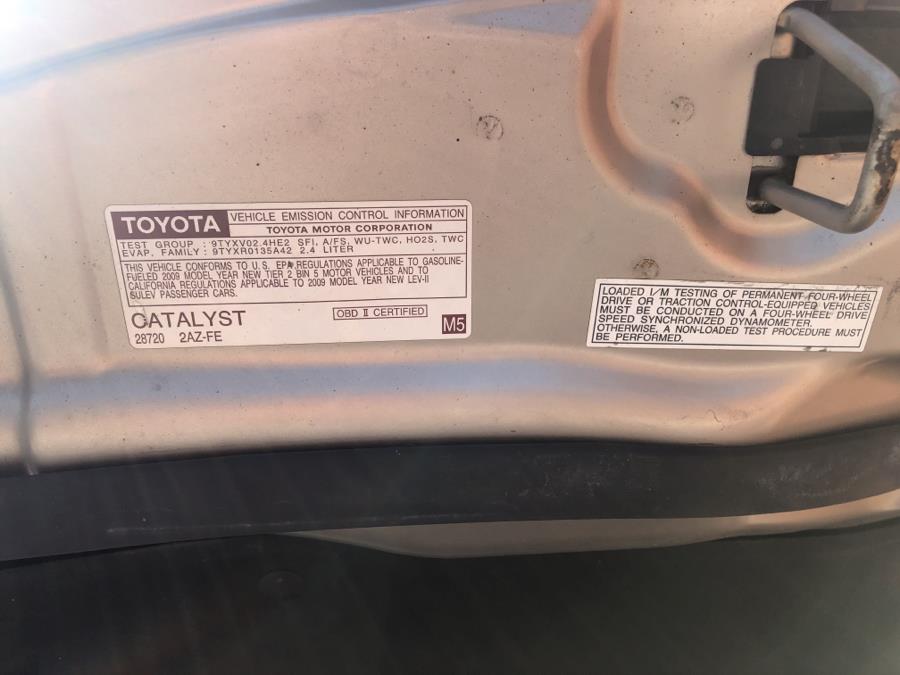 TOYOTA VEHICLE EMISSION CONTROL INFORMATION
TOYOTA MOTOR CORPORATION
TEST GROUP : 9TYXV02.4HE2 SFI, A/FS, WU-TWC, HO2S, TWC
EVAP. FAMILY : 9TYXR0135A42 2.4 LITER
THIS VEHICLE CONFORMS TO U.S. EPA REGULATIONS APPLICABLE TO GASOLINE-
FUELED 2009 MODEL YEAR NEW TIER 2 BIN 5 MOTOR VEHICLES AND TO
CALIFORNIA REGULATIONS APPLICABLE TO 2009 MODEL YEAR NEW LEV-II
SULEV PASSENGER CARS.
CATALYST
OBD II CERTIFIED
28720 2AZ-FE
M5
LOADED I/M TESTING OF PERMANENT FOUR-WHEEL
DRIVE OR TRACTION CONTROL-EQUIPPED VEHICLES
MUST BE CONDUCTED ON A FOUR-WHEEL DRIVE
SPEED SYNCHRONIZED DYNAMOMETER.
OTHERWISE, A NON-LOADED TEST PROCEDURE MUST
BE PERFORMED.